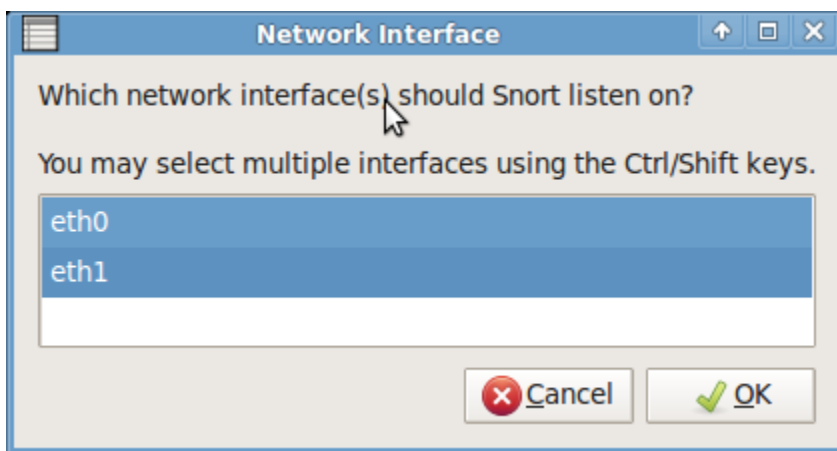 Network Interface
Which network interface(s) should Snort listen on?
You may select multiple interfaces using the Ctrl/Shift keys.
eth0
eth1
Cancel
OK